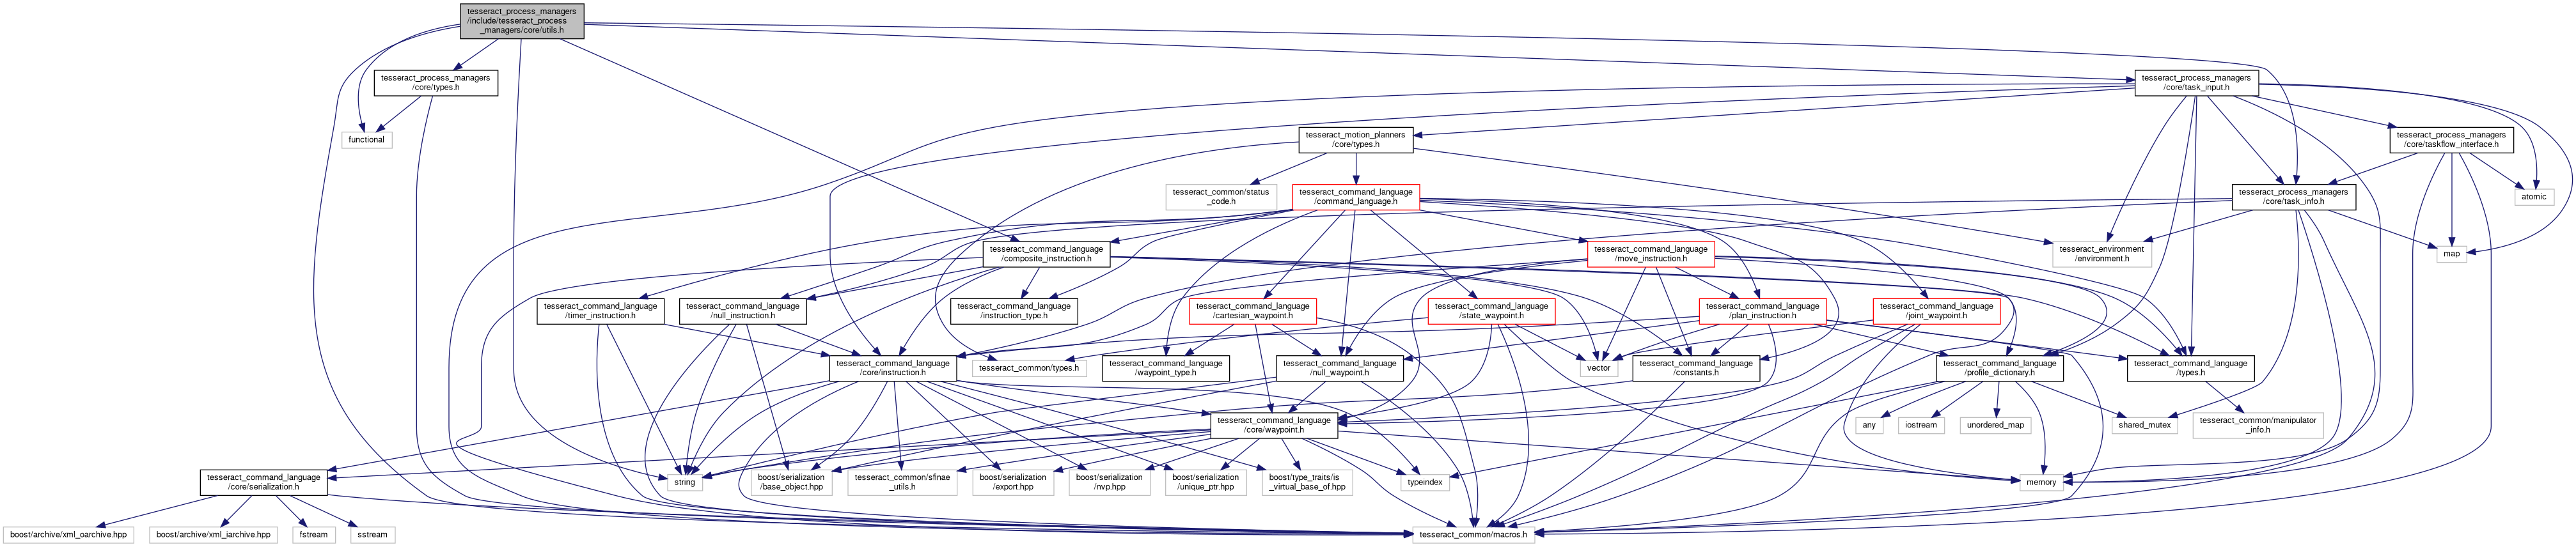 tesseract_process_managers
/include/tesseract_process
_managers/core/utils.h
tesseract_process_managers
/core/types.h
tesseract_process_managers
/core/task_input.h
functional
tesseract_motion_planners
/core/types.h
tesseract_process_managers
/core/taskflow_interface.h
tesseract_common/status
_code.h
tesseract_command_language
/command_language.h
tesseract_process_managers
/core/task_info.h
atomic
tesseract_command_language
/composite_instruction.h
tesseract_command_language
/move_instruction.h
tesseract_environment
/environment.h
map
tesseract_command_language
/timer_instruction.h
tesseract_command_language
/null_instruction.h
tesseract_command_language
/instruction_type.h
tesseract_command_language
/cartesian_waypoint.h
tesseract_command_language
/state_waypoint.h
tesseract_command_language
/plan_instruction.h
tesseract_command_language
/joint_waypoint.h
tesseract_command_language
/core/instruction.h
tesseract_common/types.h
tesseract_command_language
/waypoint_type.h
tesseract_command_language
/null_waypoint.h
vector
tesseract_command_language
/constants.h
tesseract_command_language
/profile_dictionary.h
tesseract_command_language
/types.h
tesseract_command_language
/core/waypoint.h
any
iostream
unordered_map
shared_mutex
tesseract_common/manipulator
_info.h
tesseract_command_language
/core/serialization.h
string
boost/serialization
/base_object.hpp
tesseract_common/sfinae
_utils.h
boost/serialization
/export.hpp
boost/serialization
/nvp.hpp
boost/serialization
/unique_ptr.hpp
boost/type_traits/is
_virtual_base_of.hpp
typeindex
memory
boost/archive/xml_oarchive.hpp
boost/archive/xml_iarchive.hpp
fstream
sstream
tesseract_common/macros.h